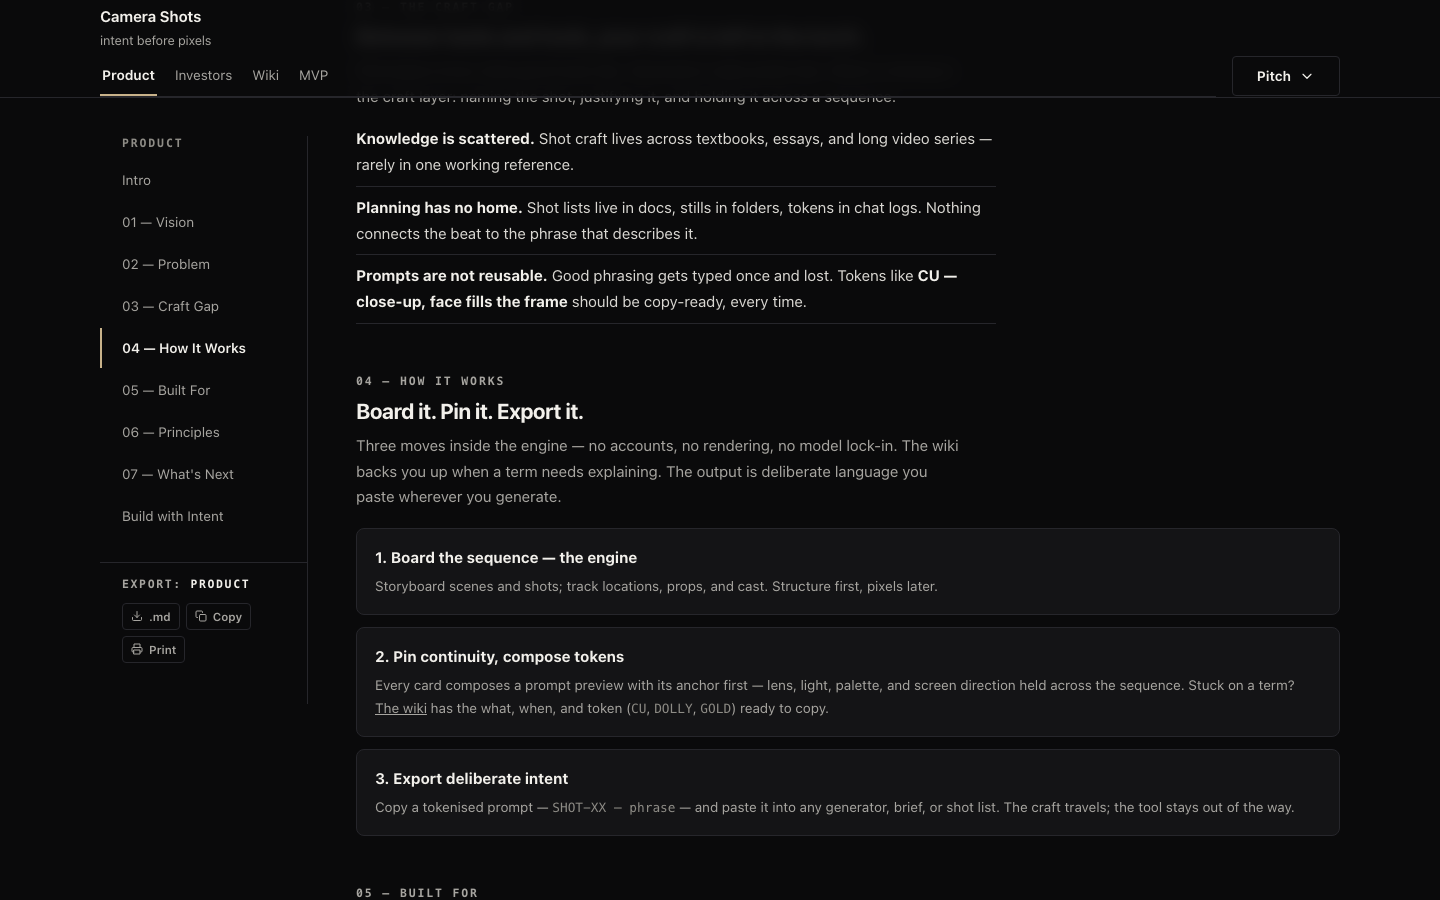 Camera Shots
intent before pixels
Product Investors Wiki MVP
Pitch
PRODUCT
Intro
01 — Vision
02 — Problem
03 — Craft Gap
04 — How It Works
05 — Built For
06 — Principles
07 — What's Next
Build with Intent
EXPORT: PRODUCT
.md
Copy
Print
the craft layer: naming the shot, justifying it, and holding it across a sequence.
Knowledge is scattered. Shot craft lives across textbooks, essays, and long video series —
rarely in one working reference.
Planning has no home. Shot lists live in docs, stills in folders, tokens in chat logs. Nothing
connects the beat to the phrase that describes it.
Prompts are not reusable. Good phrasing gets typed once and lost. Tokens like CU —
close-up, face fills the frame should be copy-ready, every time.
04 — HOW IT WORKS
Board it. Pin it. Export it.
Three moves inside the engine — no accounts, no rendering, no model lock-in. The wiki
backs you up when a term needs explaining. The output is deliberate language you
paste wherever you generate.
1. Board the sequence — the engine
Storyboard scenes and shots; track locations, props, and cast. Structure first, pixels later.
2. Pin continuity, compose tokens
Every card composes a prompt preview with its anchor first — lens, light, palette, and screen direction held across the sequence. Stuck on a term?
The wiki has the what, when, and token (CU, DOLLY, GOLD) ready to copy.
3. Export deliberate intent
Copy a tokenised prompt — SHOT-XX — phrase — and paste it into any generator, brief, or shot list. The craft travels; the tool stays out of the way.
05 — BUILT FOR